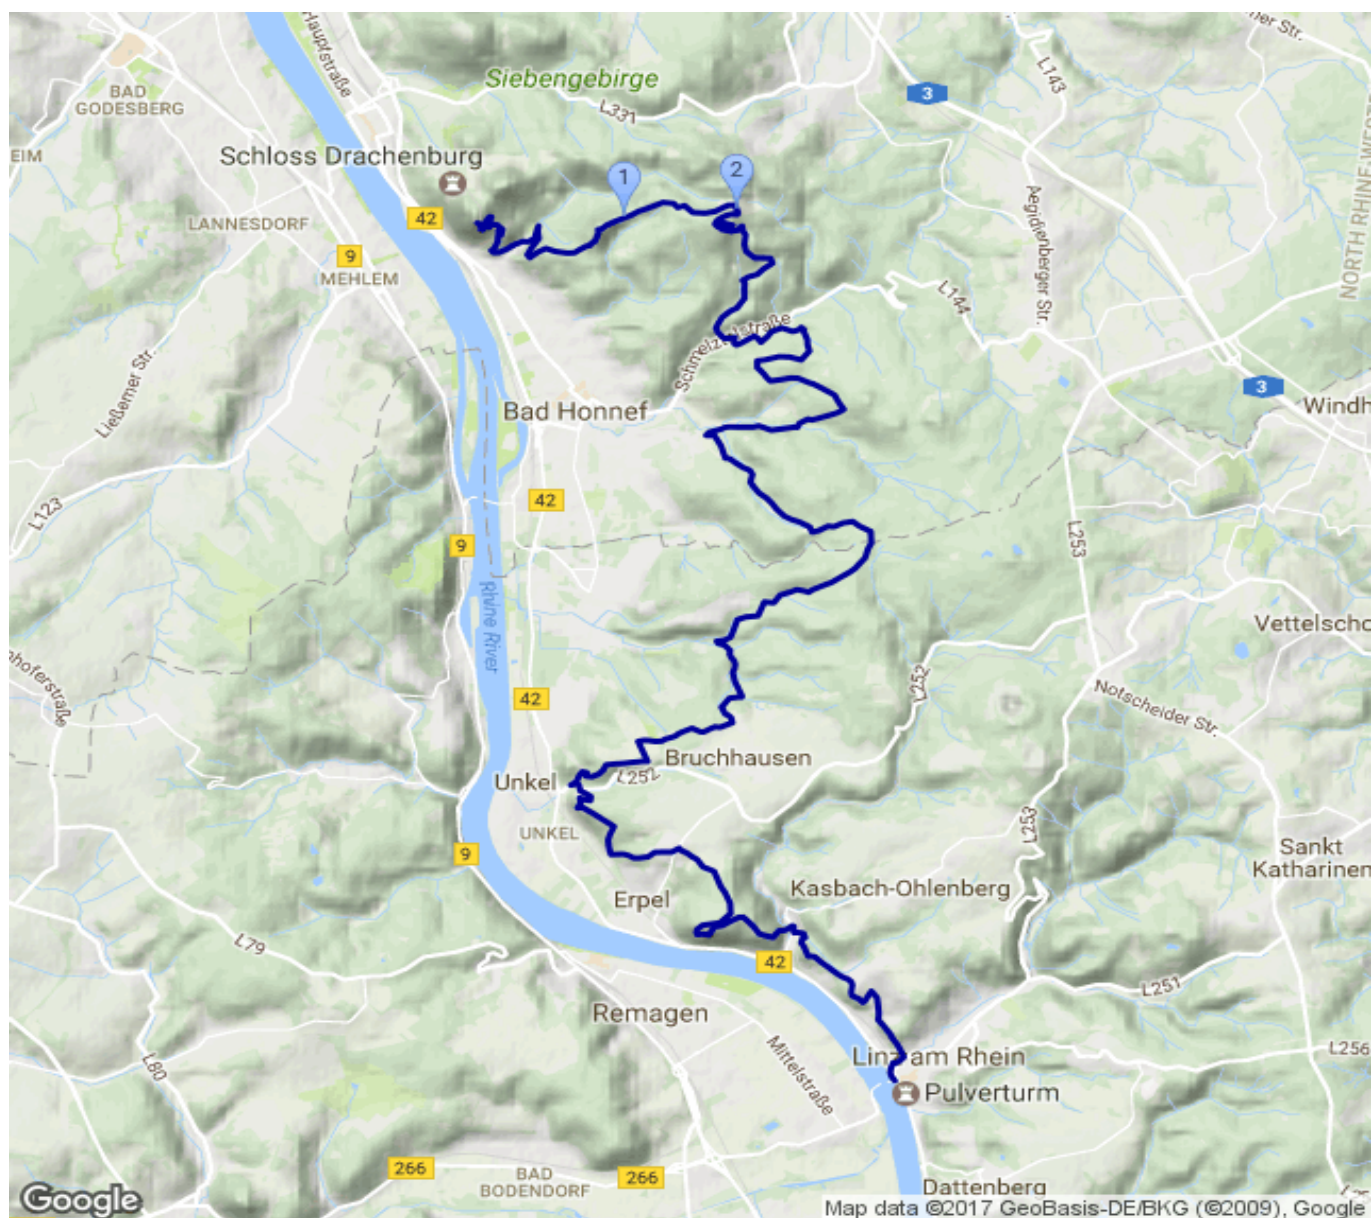 Hauptstraße
BAD
GODESBERG
Siebengebirge
L331
3
L143
EIM
Schloss Drachenburg
1
2
42
LANNESDORF
9
MEHLEM
Aegidienberger Str.
L144
Schmelztalstraße
Ließemer Str.
3
Bad Honnef
Windh
L123
42
9
L253
Rhine River
Vettelscho
42
L252
Notscheider Str.
Bruchhausen
Unkel
L252
UNKEL
9
L253
Sankt
Katharinen
Kasbach-Ohlenberg
Erpel
L79
42
L251
Remagen
Mittelstraße
Linz am Rhein
L256
L80
Pulverturm
266
BAD
BODENDORF
266
Dattenberg
Google
Map data ©2017 GeoBasis-DE/BKG (©2009), Google